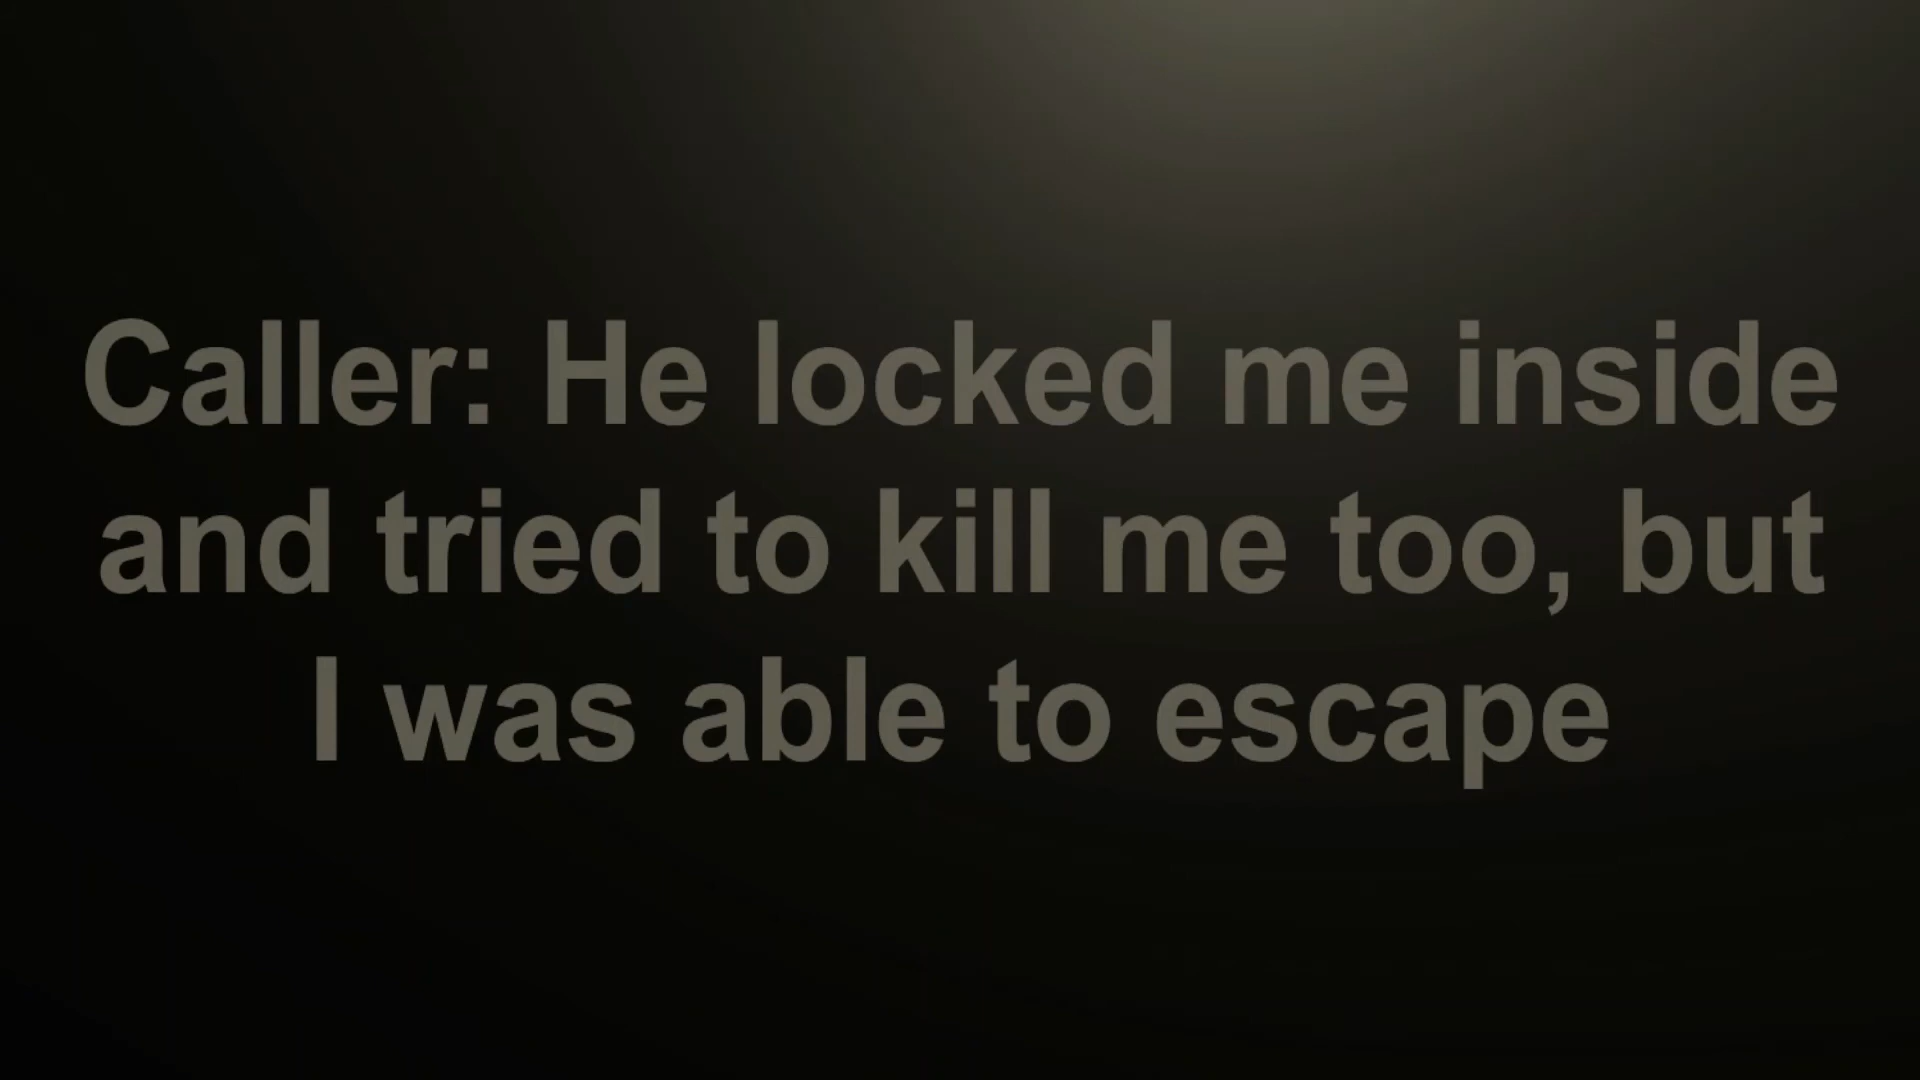 Caller: He locked me inside
and tried to kill me too, but
I was able to escape